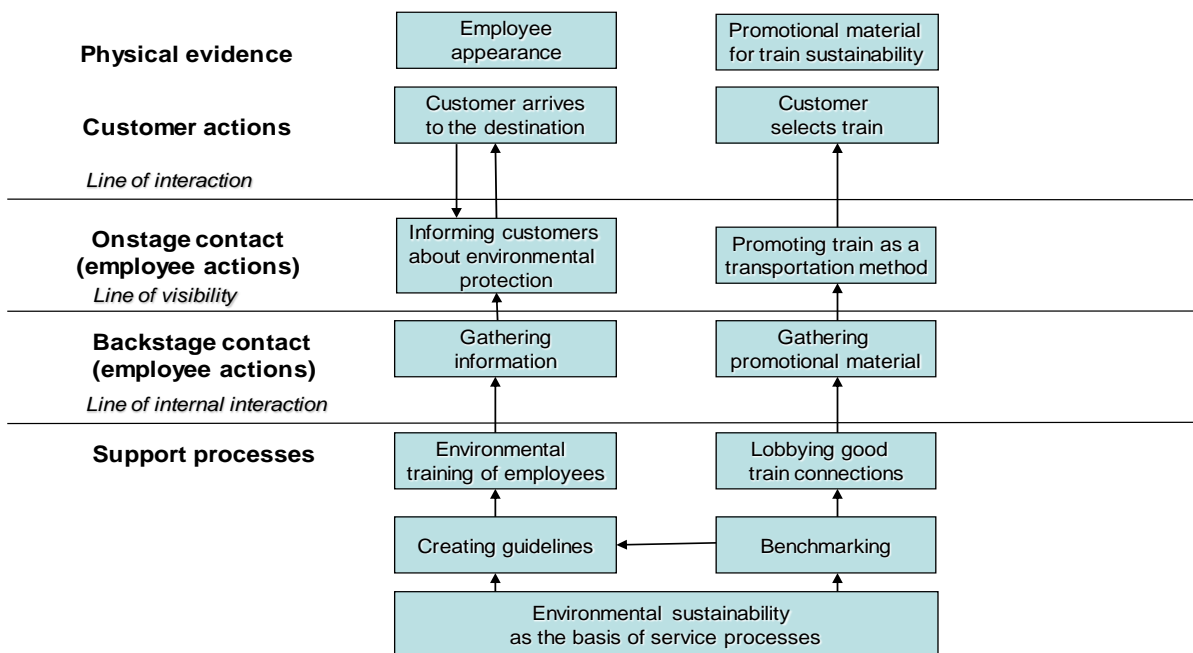 Physical evidence
Employee
appearance
Promotional material
for train sustainability
Customer actions
Customer arrives
to the destination
Customer
selects train
Line of interaction
Onstage contact
(employee actions)
Informing customers
about environmental
protection
Promoting train as a
transportation method
Line of visibility
Backstage contact
(employee actions)
Gathering
information
Gathering
promotional material
Line of internal interaction
Support processes
Environmental
training of employees
Lobbying good
train connections
Creating guidelines
Benchmarking
Environmental sustainability
as the basis of service processes